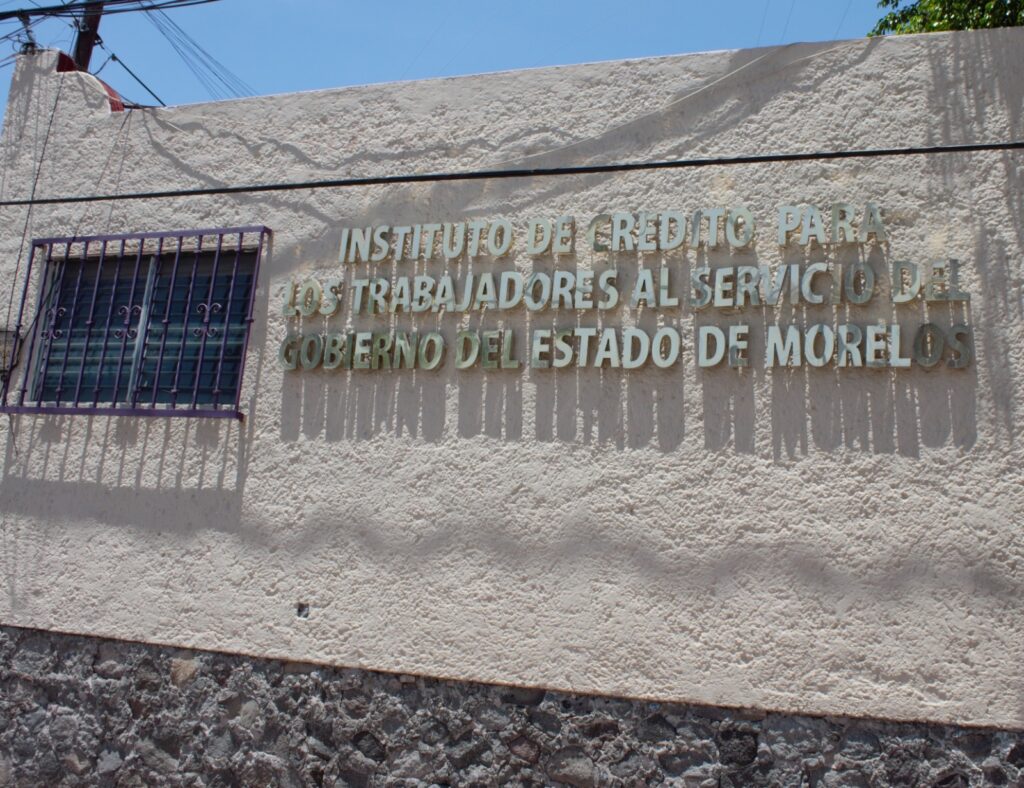 INSTITUTO DE CREDITO PARA
LOS TRABAJADORES AL SERVICIO DEL
GOBIERNO DEL ESTADO DE MORELOS